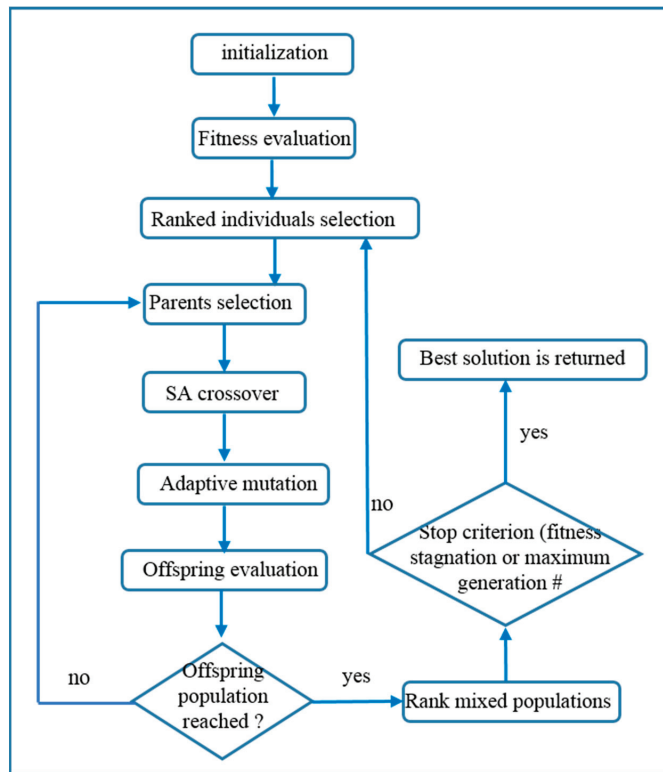 initialization
Fitness evaluation
Ranked individuals selection
Parents selection
SA crossover
Adaptive mutation
Offspring evaluation
Offspring
population
reached ?
no
yes
Rank mixed populations
Stop criterion (fitness
stagnation or maximum
generation #
no
yes
Best solution is returned